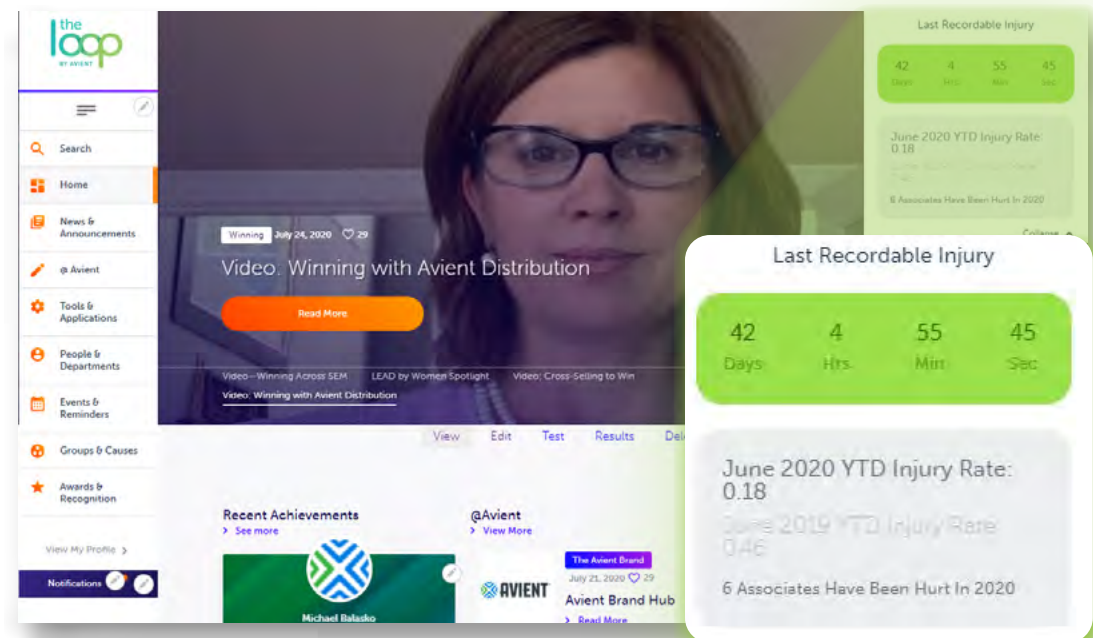 the
loop
BY AVIENT
Search
Home
News &
Announcements
@ Avient
Tools &
Applications
People &
Departments
Events &
Reminders
Groups & Causes
Awards &
Recognition
View My Profile >
Notifications
Winning July 24, 2020 29
Video: Winning with Avient Distribution
Read More
Video—Winning Across SEM LEAD by Women Spotlight Video: Cross-Selling to Win
Video: Winning with Avient Distribution
View Edit Test Results
Recent Achievements
> See more
Michael Balasko
@Avient
> View More
AVIENT
The Avient Brand
July 21, 2020 29
Avient Brand Hub
> Read More
Last Recordable Injury
42 4 55 45
Days Hrs Min Sec
June 2020 YTD Injury Rate:
0.18
6 Associates Have Been Hurt In 2020
Collapse
Last Recordable Injury
42 4 55 45
Days Hrs Min Sec
June 2020 YTD Injury Rate:
0.18
June 2019 YTD Injury Rate:
0.46
6 Associates Have Been Hurt In 2020